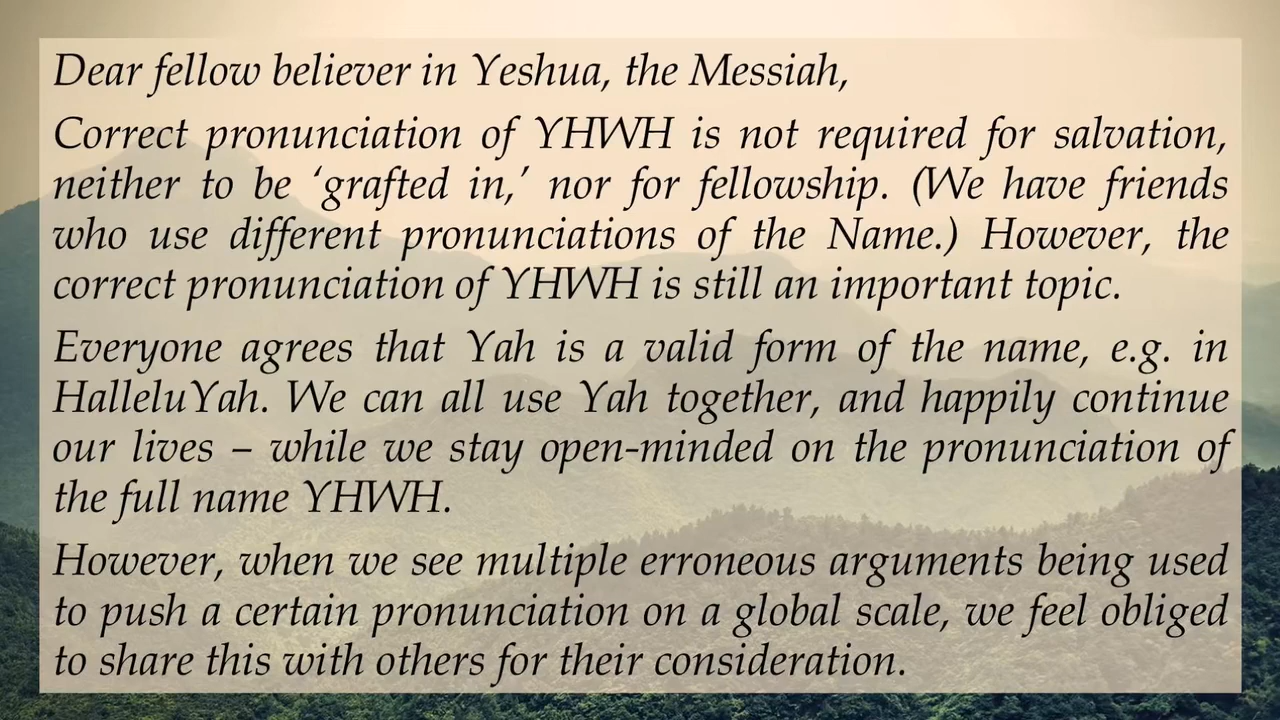 Dear fellow believer in Yeshua, the Messiah,
Correct pronunciation of YHWH is not required for salvation,
neither to be ‘grafted in,’ nor for fellowship. (We have friends
who use different pronunciations of the Name.) However, the
correct pronunciation of YHWH is still an important topic.
Everyone agrees that Yah is a valid form of the name, e.g. in
HalleluYah. We can all use Yah together, and happily continue
our lives – while we stay open-minded on the pronunciation of
the full name YHWH.
However, when we see multiple erroneous arguments being used
to push a certain pronunciation on a global scale, we feel obliged
to share this with others for their consideration.